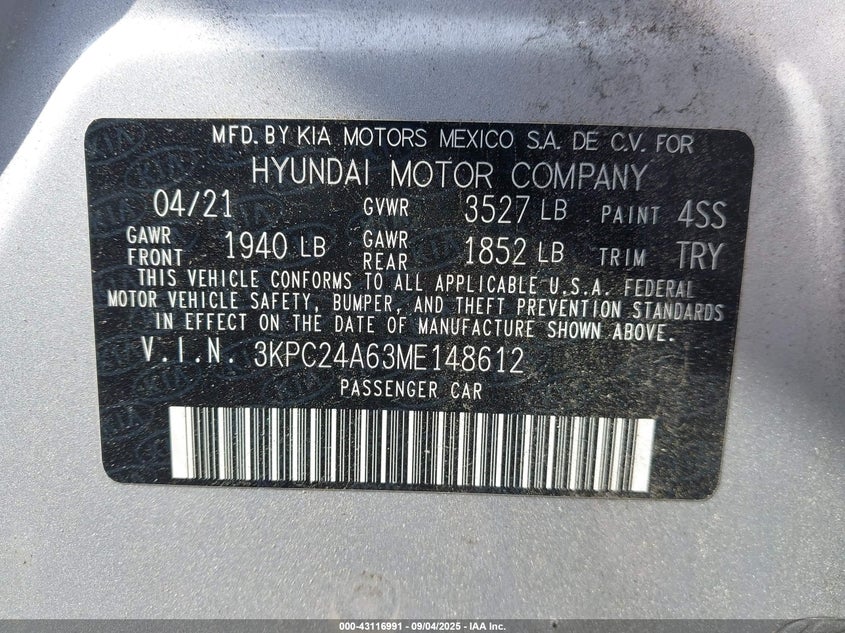 MFD. BY KIA MOTORS MEXICO S.A. DE C.V. FOR
HYUNDAI MOTOR COMPANY
04/21 GVWR 3527 LB PAINT 4SS
GAWR FRONT 1940 LB GAWR REAR 1852 LB TRIM TRY
THIS VEHICLE CONFORMS TO ALL APPLICABLE U.S.A. FEDERAL
MOTOR VEHICLE SAFETY, BUMPER, AND THEFT PREVENTION STANDARDS
IN EFFECT ON THE DATE OF MANUFACTURE SHOWN ABOVE.
V.I.N. 3KPC24A63ME148612
PASSENGER CAR
000-43116991 - 09/04/2025 - IAA Inc.